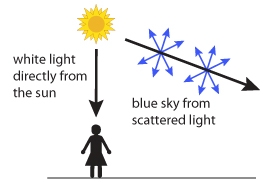 white light
directly from
the sun
blue sky from
scattered light